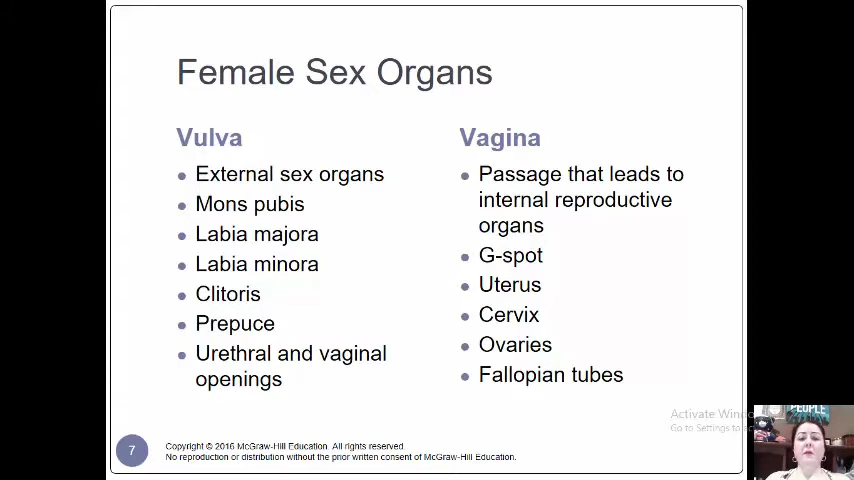 Female Sex Organs
Vulva
External sex organs
Mons pubis
Labia majora
Labia minora
Clitoris
Prepuce
Urethral and vaginal
openings
Vagina
Passage that leads to
internal reproductive
organs
G-spot
Uterus
Cervix
Ovaries
Fallopian tubes
7
Copyright © 2016 McGraw-Hill Education. All rights reserved
No reproduction or distribution without the prior written consent of McGraw-Hill Education.
Activate
Go to Settings to
PEOPLE